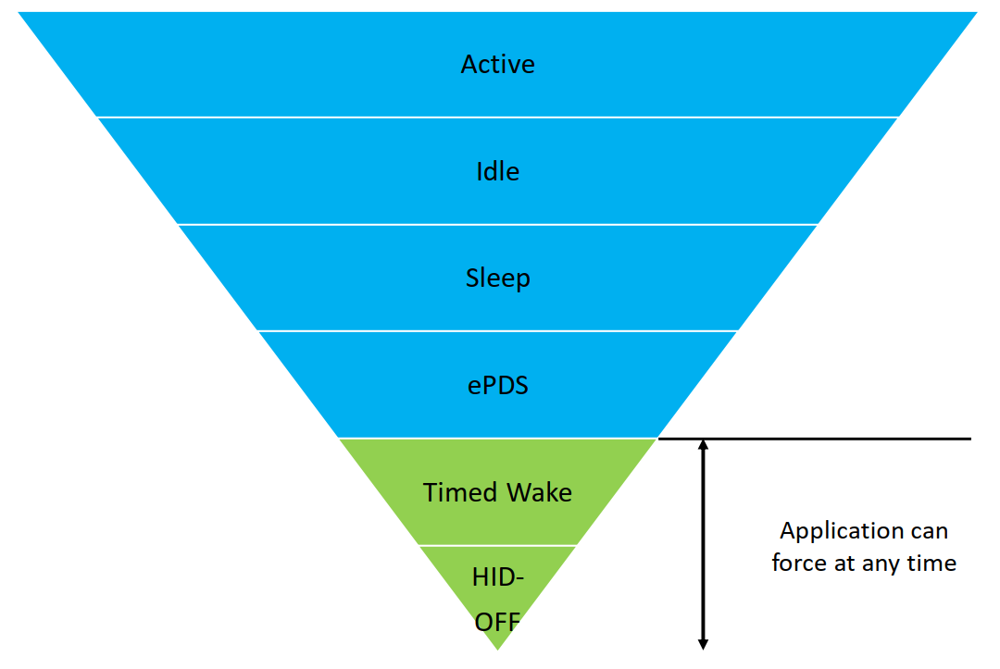 Active
Idle
Sleep
ePDS
Timed Wake
HID-
OFF
Application can
force at any time